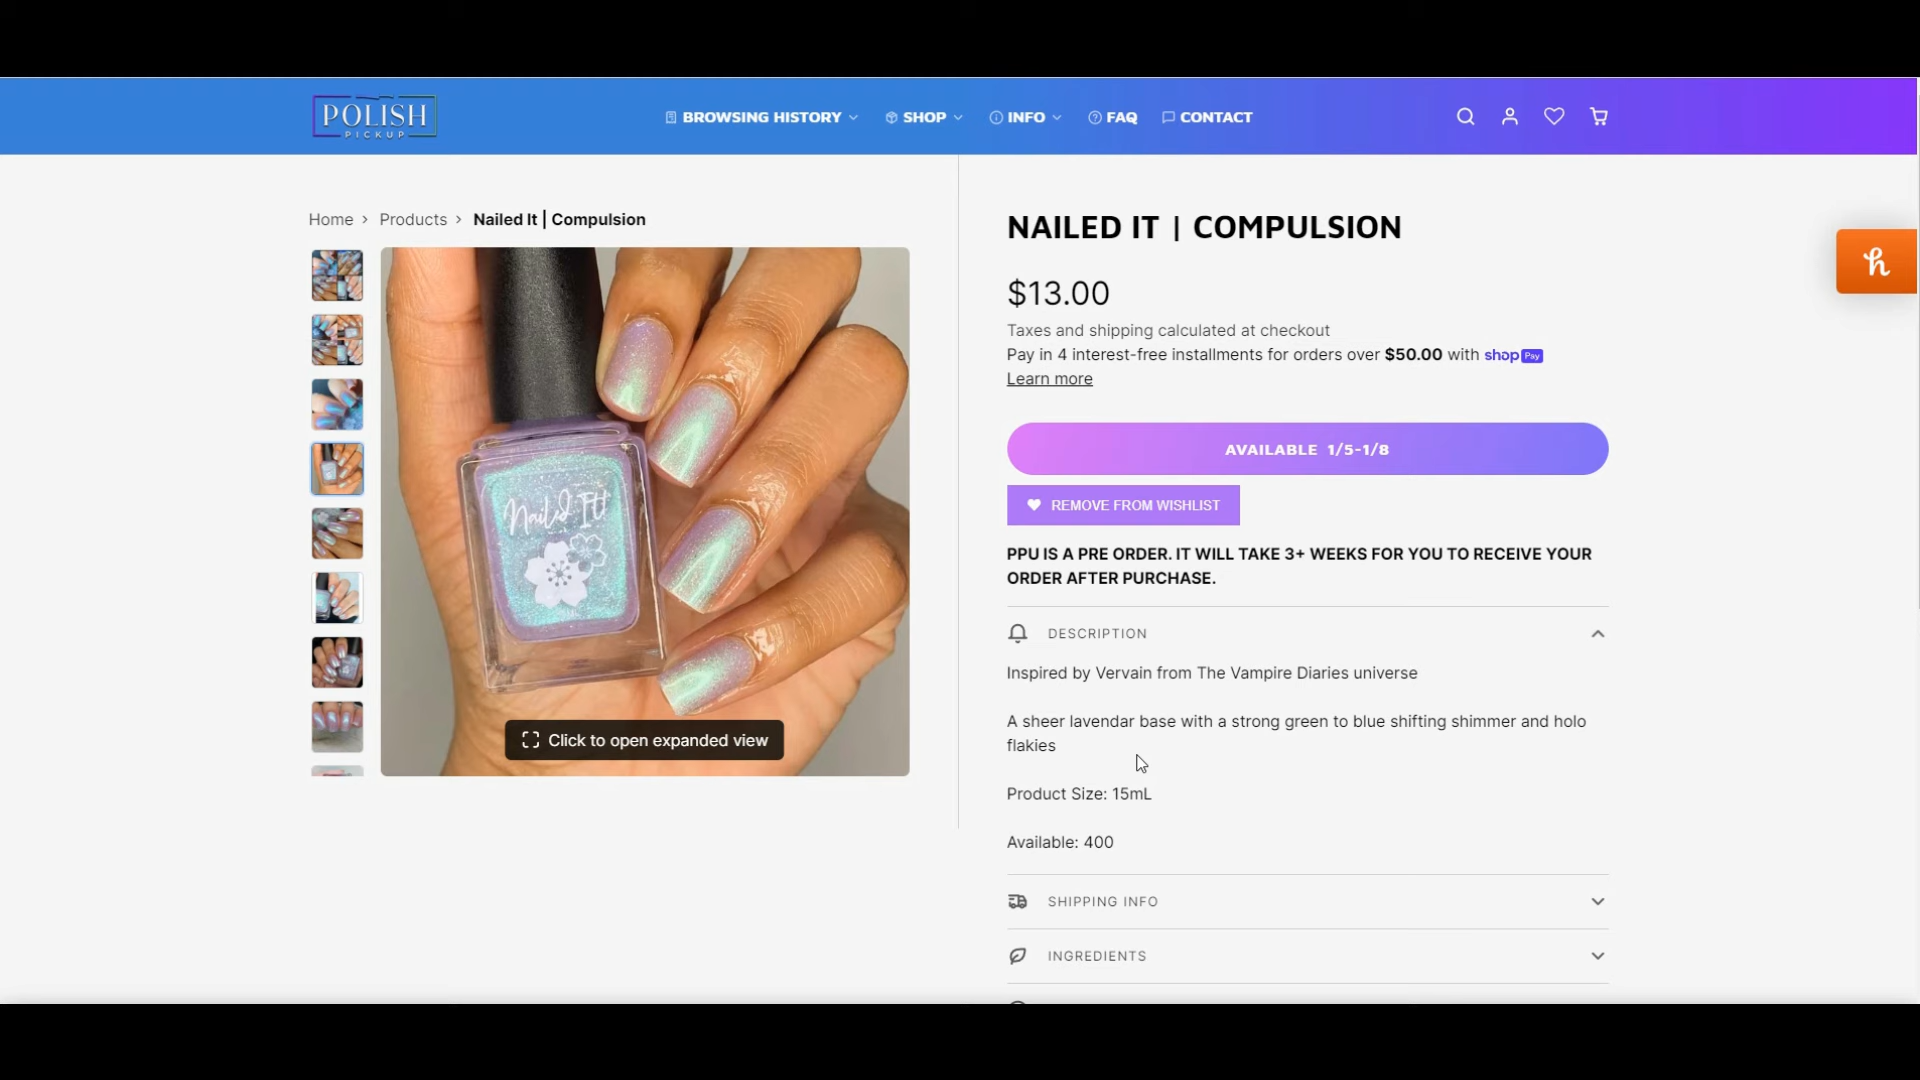 POLISH
PICKUP
BROWSING HISTORY
SHOP
INFO
FAQ
CONTACT
Home > Products > Nailed It | Compulsion
Nailed It!
Click to open expanded view
NAILED IT | COMPULSION
$13.00
Taxes and shipping calculated at checkout
Pay in 4 interest-free installments for orders over $50.00 with shop Pay
Learn more
AVAILABLE 1/5-1/8
REMOVE FROM WISHLIST
PPU IS A PRE ORDER. IT WILL TAKE 3+ WEEKS FOR YOU TO RECEIVE YOUR
ORDER AFTER PURCHASE.
DESCRIPTION
Inspired by Vervain from The Vampire Diaries universe
A sheer lavendar base with a strong green to blue shifting shimmer and holo
flakies
Product Size: 15mL
Available: 400
SHIPPING INFO
INGREDIENTS